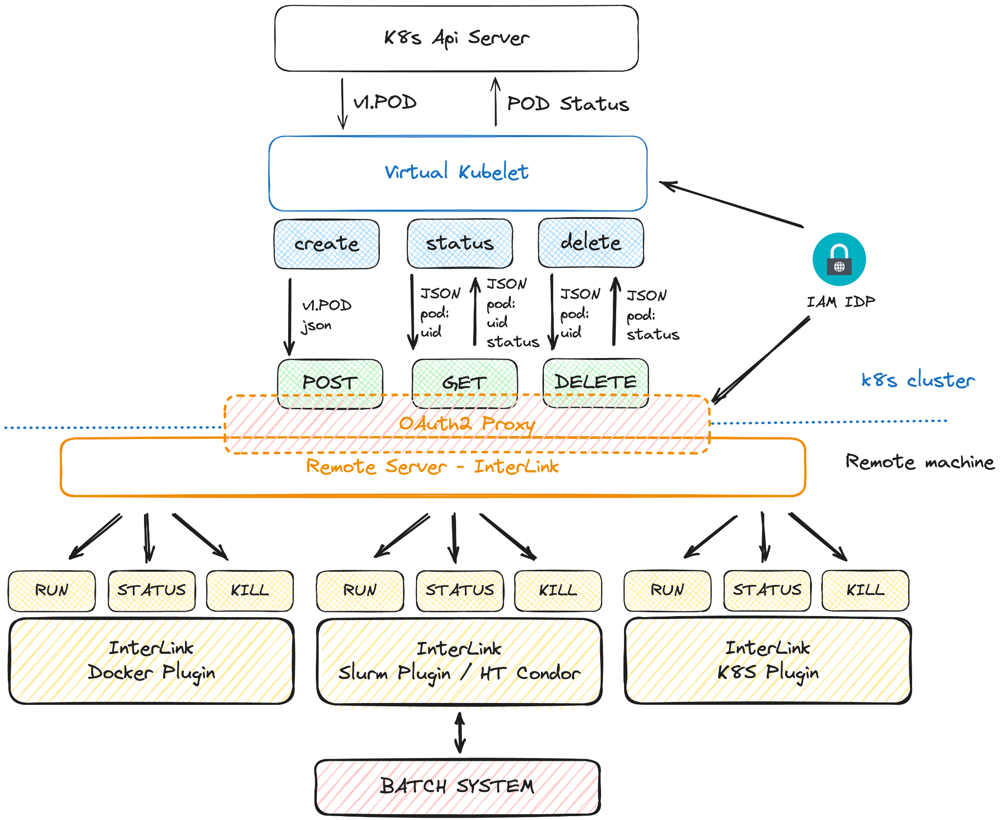 K8s Api Server
v1.POD
POD Status
Virtual Kubelet
create
status
delete
v1.POD
json
JSON
pod:
uid
JSON
pod:
uid
status
JSON
pod:
uid
JSON
pod:
status
IAM IDP
POST
GET
DELETE
k8s cluster
OAuth2 Proxy
Remote Server - InterLink
Remote machine
RUN
STATUS
KILL
RUN
STATUS
KILL
RUN
STATUS
KILL
InterLink
Docker Plugin
InterLink
Slurm Plugin / HT Condor
InterLink
K8S Plugin
BATCH SYSTEM